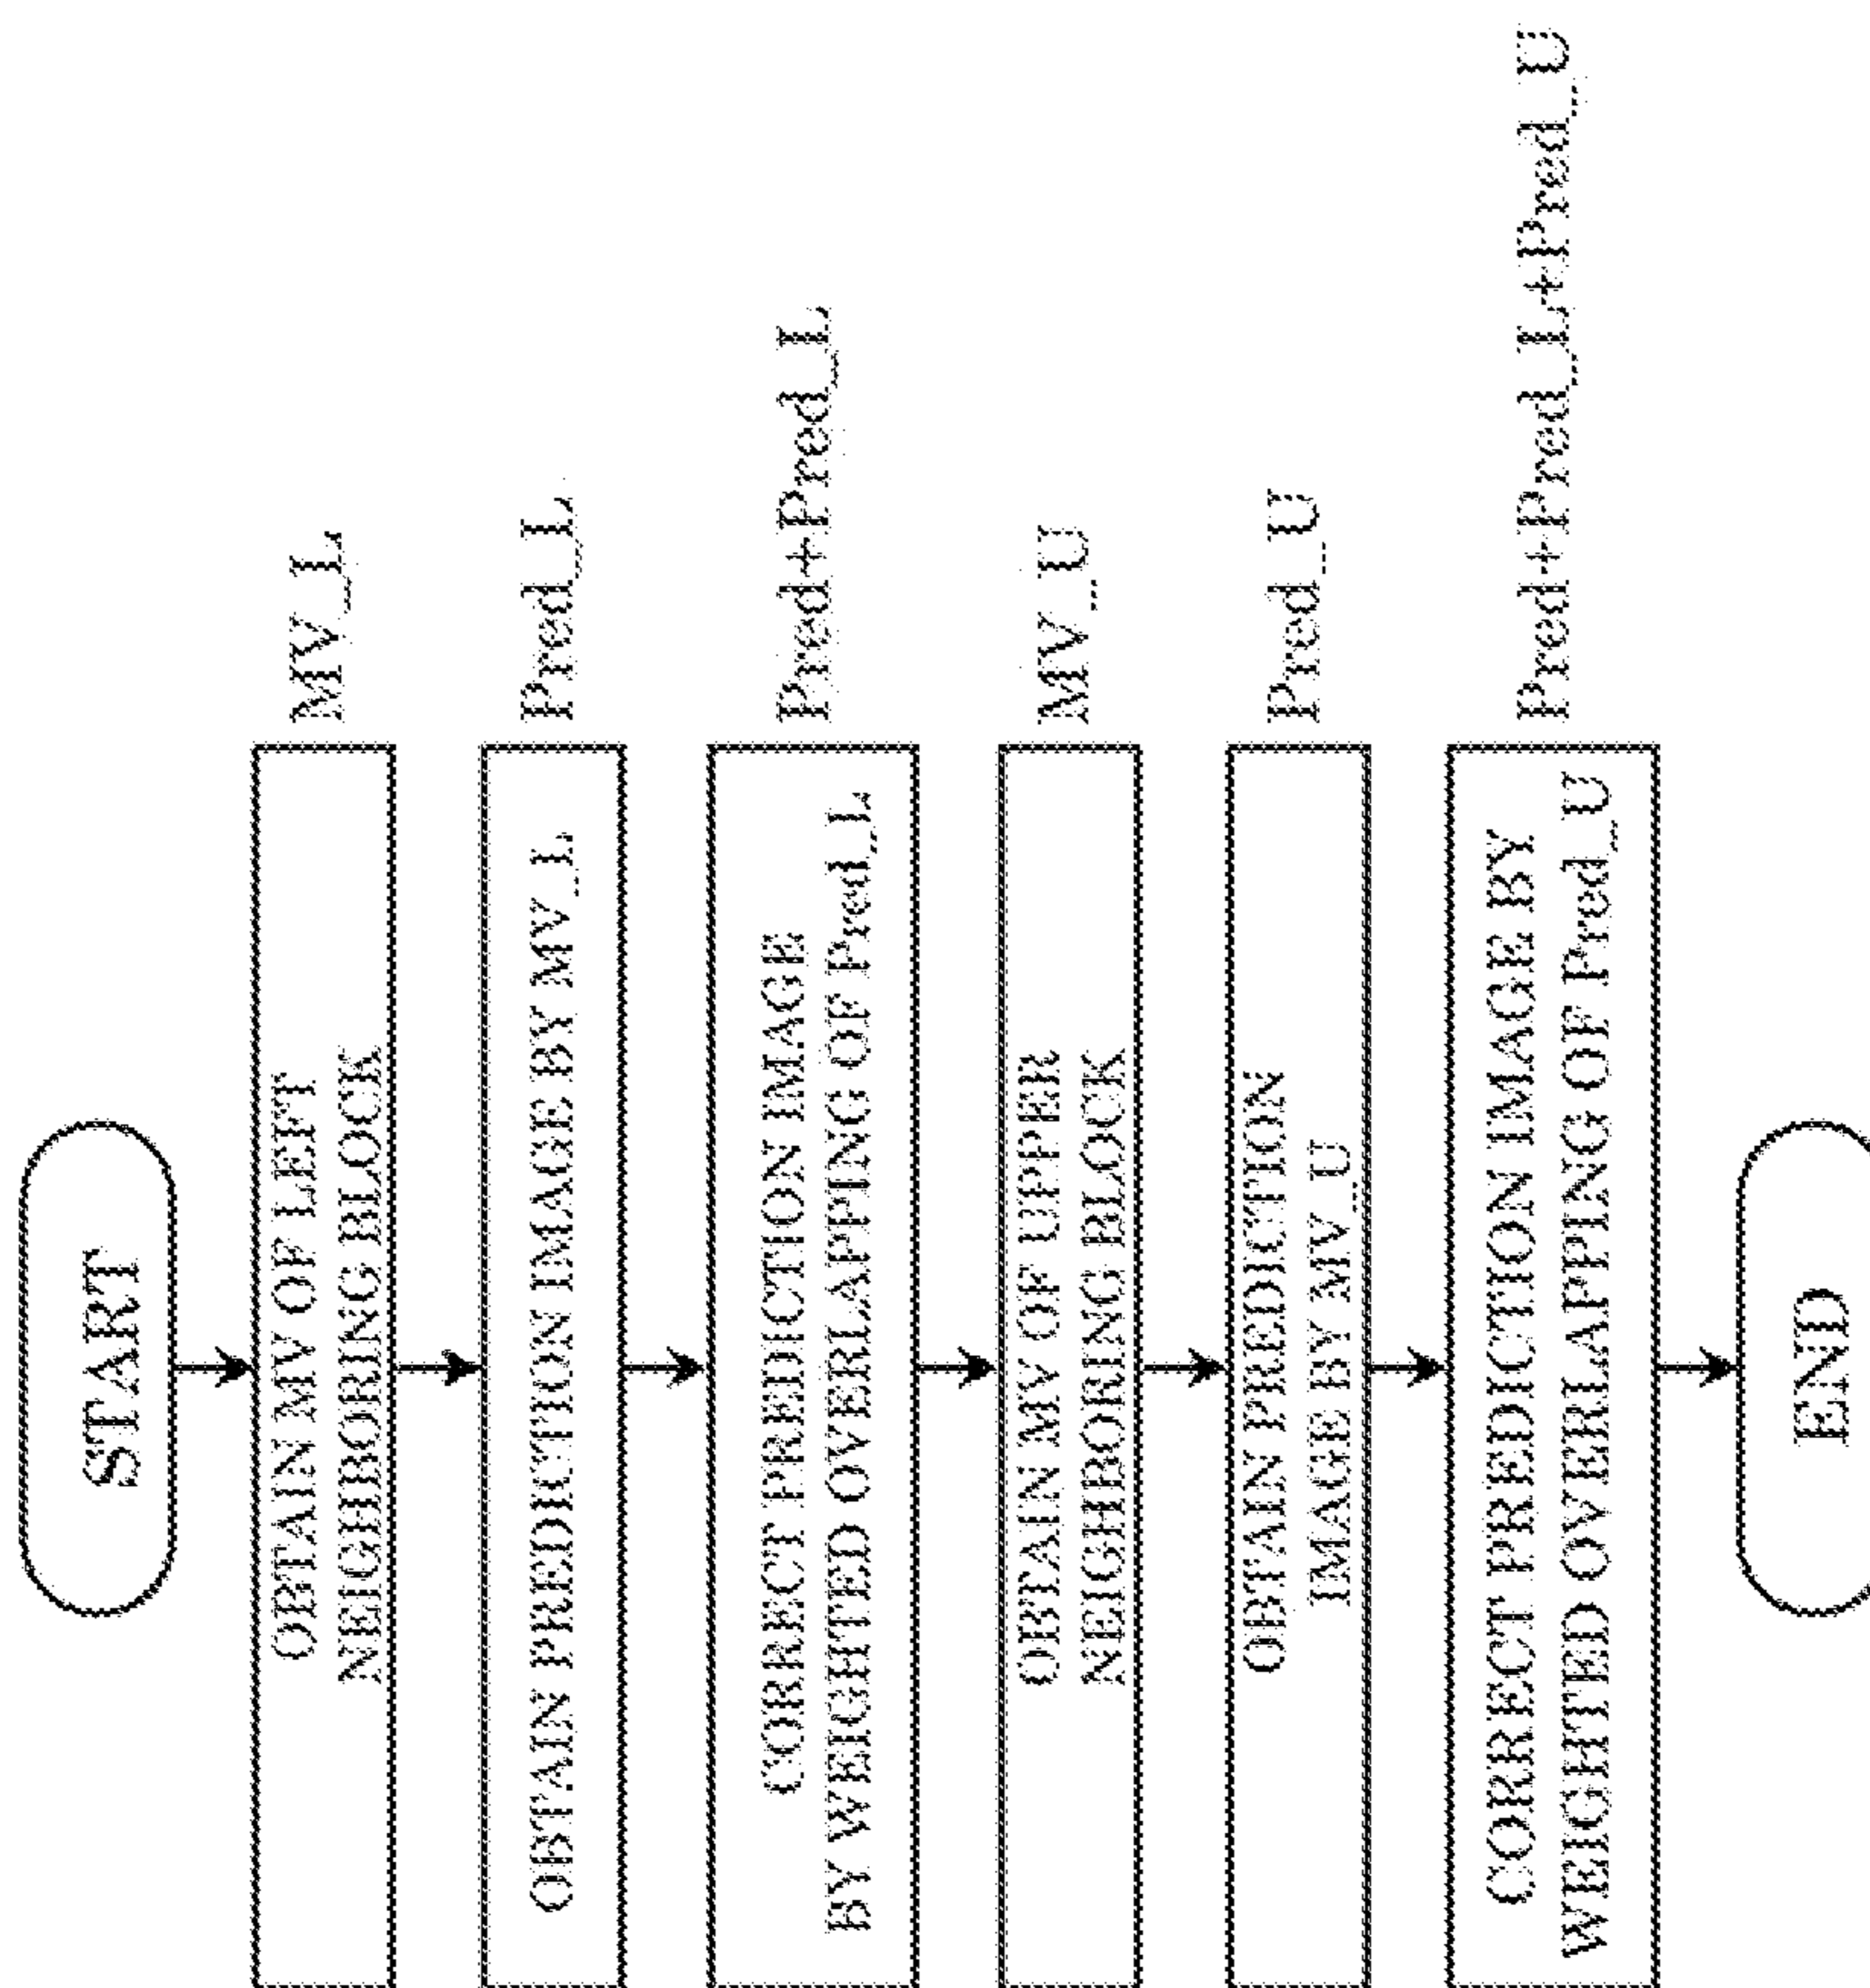 START
OBTAIN MV OF LEFT
NEIGHBORING BLOCK
MV_L
OBTAIN PREDICTION IMAGE BY MV_L
Pred_L
CORRECT PREDICTION IMAGE
BY WEIGHTED OVERLAPPING OF Pred_L
Pred+Pred_L
OBTAIN MV OF UPPER
NEIGHBORING BLOCK
MV_U
OBTAIN PREDICTION
IMAGE BY MV_U
Pred_U
CORRECT PREDICTION IMAGE BY
WEIGHTED OVERLAPPING OF Pred_U
Pred+Pred_L+Pred_U
END